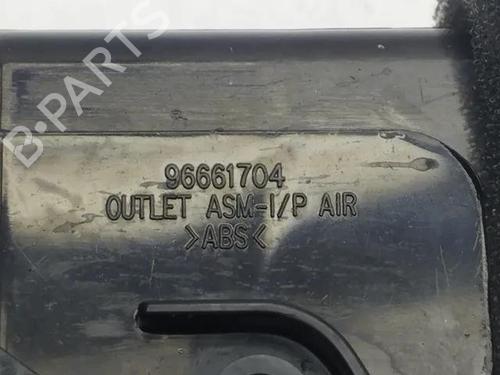 B-PARTS
96661704
OUTLET ASM-I/P AIR
>ABS<